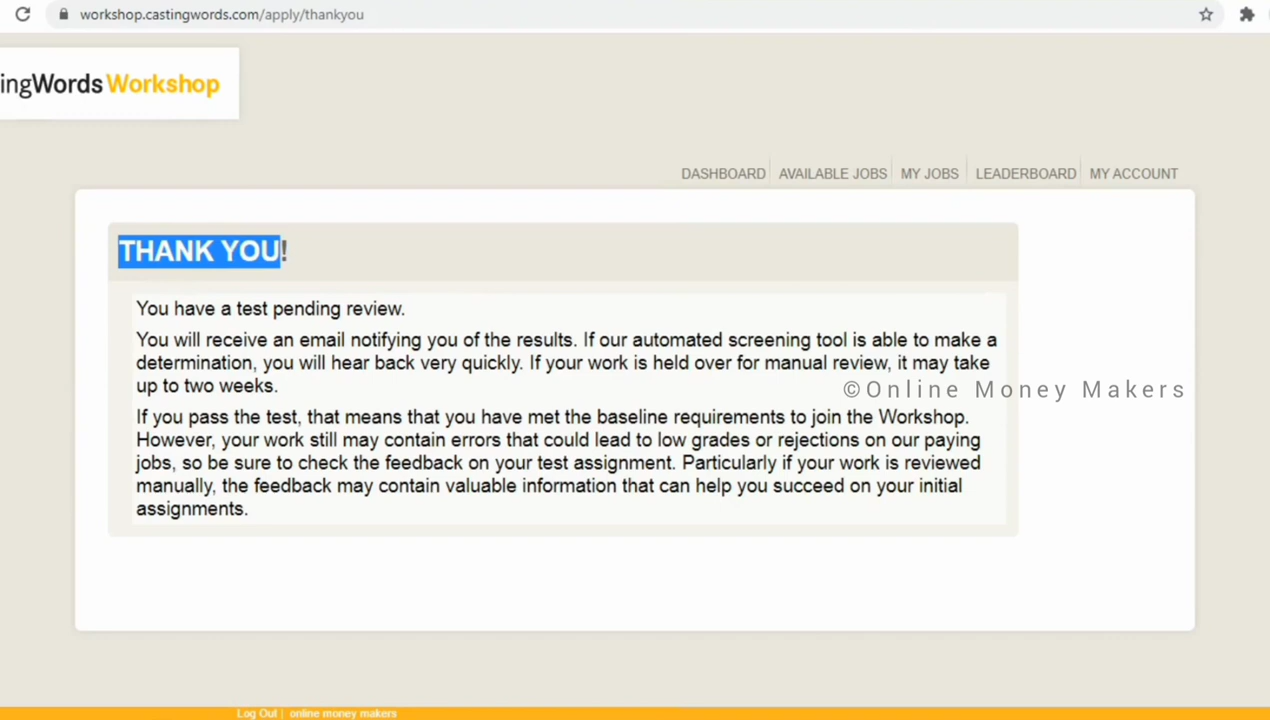 workshop.castingwords.com/apply/thankyou
ingWords Workshop
DASHBOARD AVAILABLE JOBS MY JOBS LEADERBOARD MY ACCOUNT
THANK YOU!
You have a test pending review.
You will receive an email notifying you of the results. If our automated screening tool is able to make a
determination, you will hear back very quickly. If your work is held over for manual review, it may take
up to two weeks.
©Online Money Makers
If you pass the test, that means that you have met the baseline requirements to join the Workshop.
However, your work still may contain errors that could lead to low grades or rejections on our paying
jobs, so be sure to check the feedback on your test assignment. Particularly if your work is reviewed
manually, the feedback may contain valuable information that can help you succeed on your initial
assignments.
Log Out | online money makers